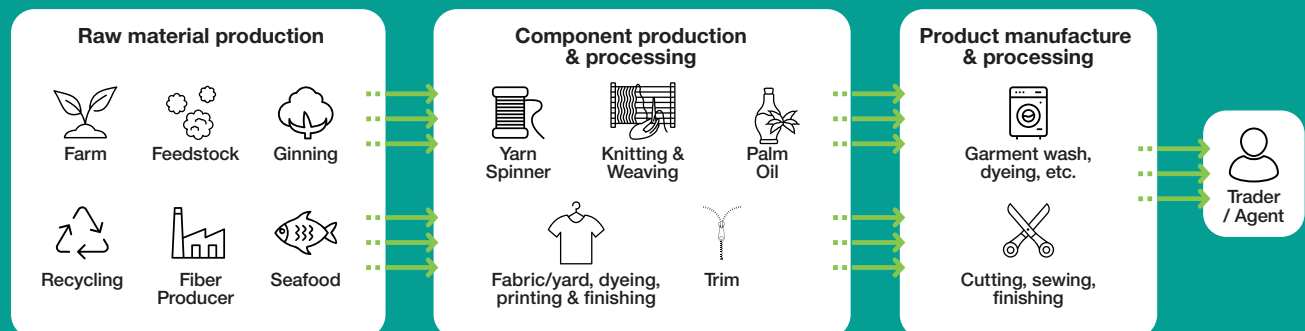 Raw material production
Farm
Feedstock
Ginning
Recycling
Fiber
Producer
Seafood
Component production
& processing
Yarn
Spinner
Knitting &
Weaving
Palm
Oil
Fabric/yard, dyeing,
printing & finishing
Trim
Product manufacture
& processing
Garment wash,
dyeing, etc.
Cutting, sewing,
finishing
Trader
/ Agent